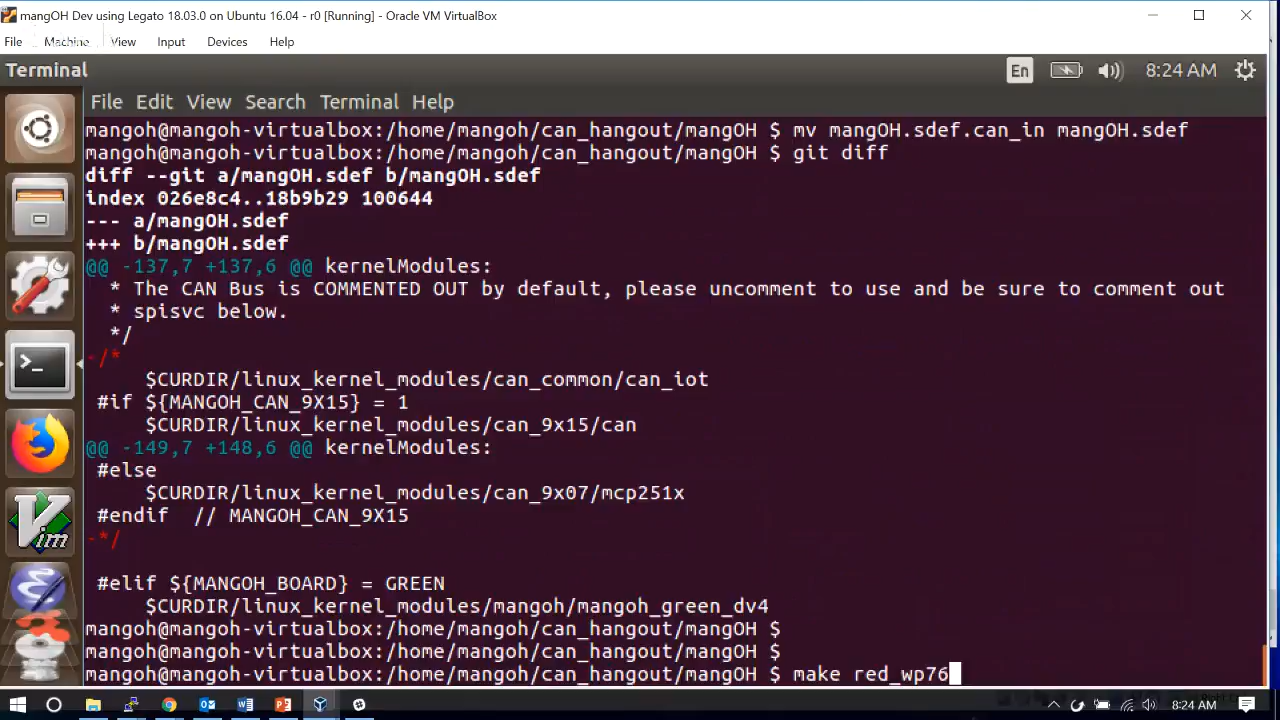 mangOH Dev using Legato 18.03.0 on Ubuntu 16.04 - r0 [Running] - Oracle VM VirtualBox
File Machine View Input Devices Help
Terminal En 8:24 AM
File Edit View Search Terminal Help
mangoh@mangoh-virtualbox:/home/mangoh/can_hangout/mangOH $ mv mangOH.sdef.can_in mangOH.sdef
mangoh@mangoh-virtualbox:/home/mangoh/can_hangout/mangOH $ git diff
diff --git a/mangOH.sdef b/mangOH.sdef
index 026e8c4..18b9b29 100644
--- a/mangOH.sdef
+++ b/mangOH.sdef
@@ -137,7 +137,6 @@ kernelModules:
* The CAN Bus is COMMENTED OUT by default, please uncomment to use and be sure to comment out
* spisvc below.
*/
-/*
$CURDIR/linux_kernel_modules/can_common/can_iot
#if ${MANGOH_CAN_9X15} = 1
$CURDIR/linux_kernel_modules/can_9x15/can
@@ -149,7 +148,6 @@ kernelModules:
#else
$CURDIR/linux_kernel_modules/can_9x07/mcp251x
#endif // MANGOH_CAN_9X15
-*/
#elif ${MANGOH_BOARD} = GREEN
$CURDIR/linux_kernel_modules/mangoh/mangoh_green_dv4
mangoh@mangoh-virtualbox:/home/mangoh/can_hangout/mangOH $
mangoh@mangoh-virtualbox:/home/mangoh/can_hangout/mangOH $
mangoh@mangoh-virtualbox:/home/mangoh/can_hangout/mangOH $ make red_wp76
8:24 AM